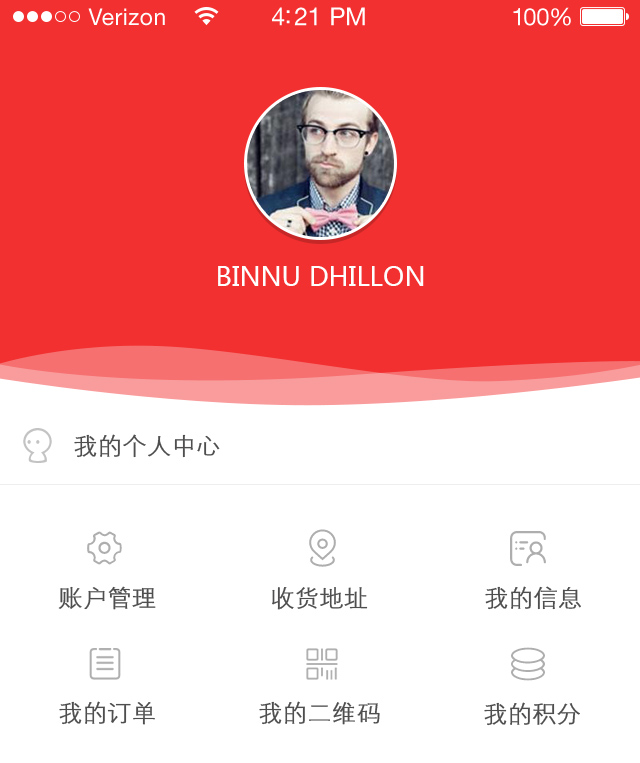 Verizon 4:21 PM 100%
BINNU DHILLON
我的个人中心
账户管理 收货地址 我的信息
我的订单 我的二维码 我的积分